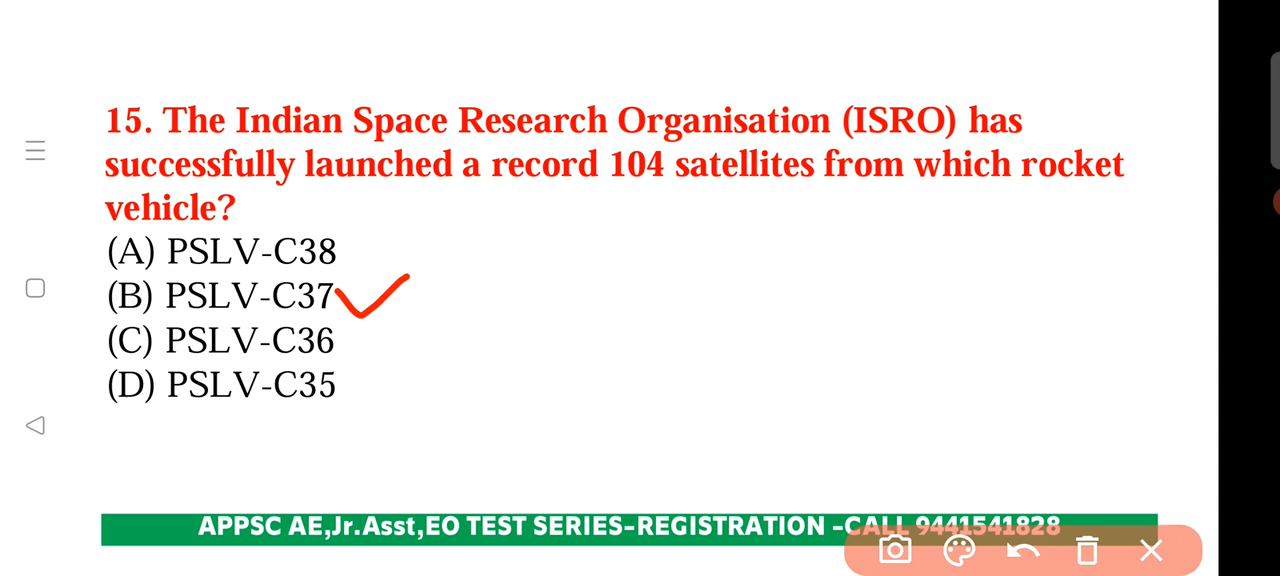 15. The Indian Space Research Organisation (ISRO) has
successfully launched a record 104 satellites from which rocket
vehicle?
(A) PSLV-C38
(B) PSLV-C37
(C) PSLV-C36
(D) PSLV-C35
APPSC AE,Jr.Asst,EO TEST SERIES-REGISTRATION -CALL 9441541828